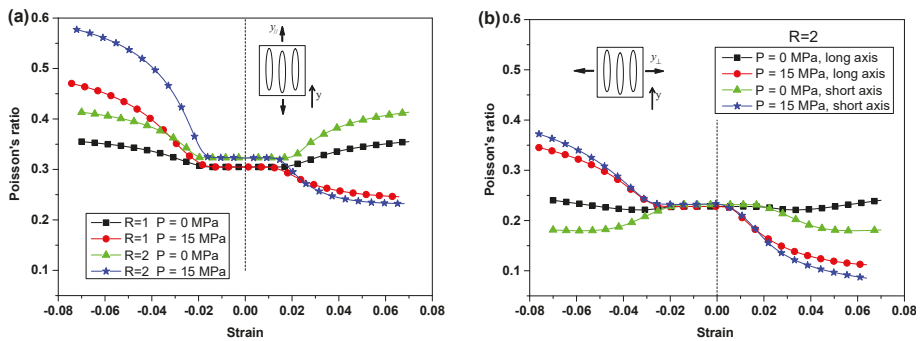 (a)
Poisson's ratio
0.6
0.5
0.4
0.3
0.2
0.1
y//
y
R=1 P = 0 MPa
R=1 P = 15 MPa
R=2 P = 0 MPa
R=2 P = 15 MPa
-0.08 -0.06 -0.04 -0.02 0.00 0.02 0.04 0.06 0.08
Strain
(b)
Poisson's ratio
0.6
0.5
0.4
0.3
0.2
0.1
y⊥
y
R=2
P = 0 MPa, long axis
P = 15 MPa, long axis
P = 0 MPa, short axis
P = 15 MPa, short axis
-0.08 -0.06 -0.04 -0.02 0.00 0.02 0.04 0.06 0.08
Strain